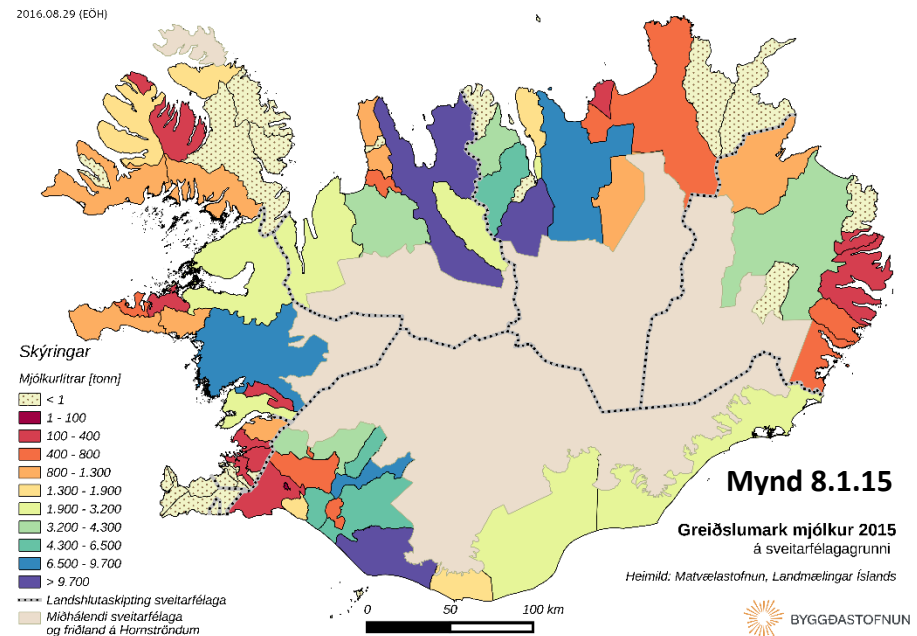 2016.08.29 (EÖH)
Skýringar
Mjólkurlítrar [tonn]
< 1
1 - 100
100 - 400
400 - 800
800 - 1.300
1.300 - 1.900
1.900 - 3.200
3.200 - 4.300
4.300 - 6.500
6.500 - 9.700
> 9.700
Landshlutaskipting sveitarfélaga
Miðhálendi sveitarfélaga
og friðland á Hornströndum
0 50 100 km
Mynd 8.1.15
Greiðslumark mjólkur 2015
á sveitarfélagagrunni
Heimild: Matvælastofnun, Landmælingar Íslands
BYGGÐASTOFNUN